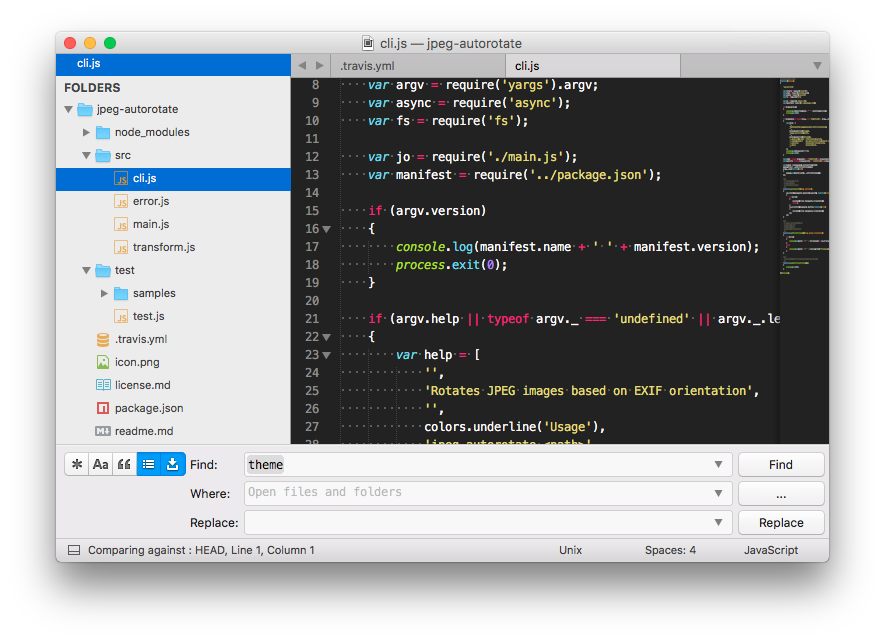 cli.js — jpeg-autorotate
cli.js
.travis.yml
cli.js
FOLDERS
jpeg-autorotate
node_modules
src
cli.js
error.js
main.js
transform.js
test
samples
test.js
.travis.yml
icon.png
license.md
package.json
readme.md
8 var argv = require('yargs').argv;
9 var async = require('async');
10 var fs = require('fs');
11
12 var jo = require('./main.js');
13 var manifest = require('../package.json');
14
15 if (argv.version)
16 {
17 console.log(manifest.name + ' ' + manifest.version);
18 process.exit(0);
19 }
20
21 if (argv.help || typeof argv._ === 'undefined' || argv._.le
22 {
23 var help = [
24 '',
25 'Rotates JPEG images based on EXIF orientation',
26 '',
27 colors.underline('Usage'),
28 'jpeg-autorotate <path>'
Aa
Find: theme Find
Where: Open files and folders ...
Replace: Replace
Comparing against : HEAD, Line 1, Column 1 Unix Spaces: 4 JavaScript